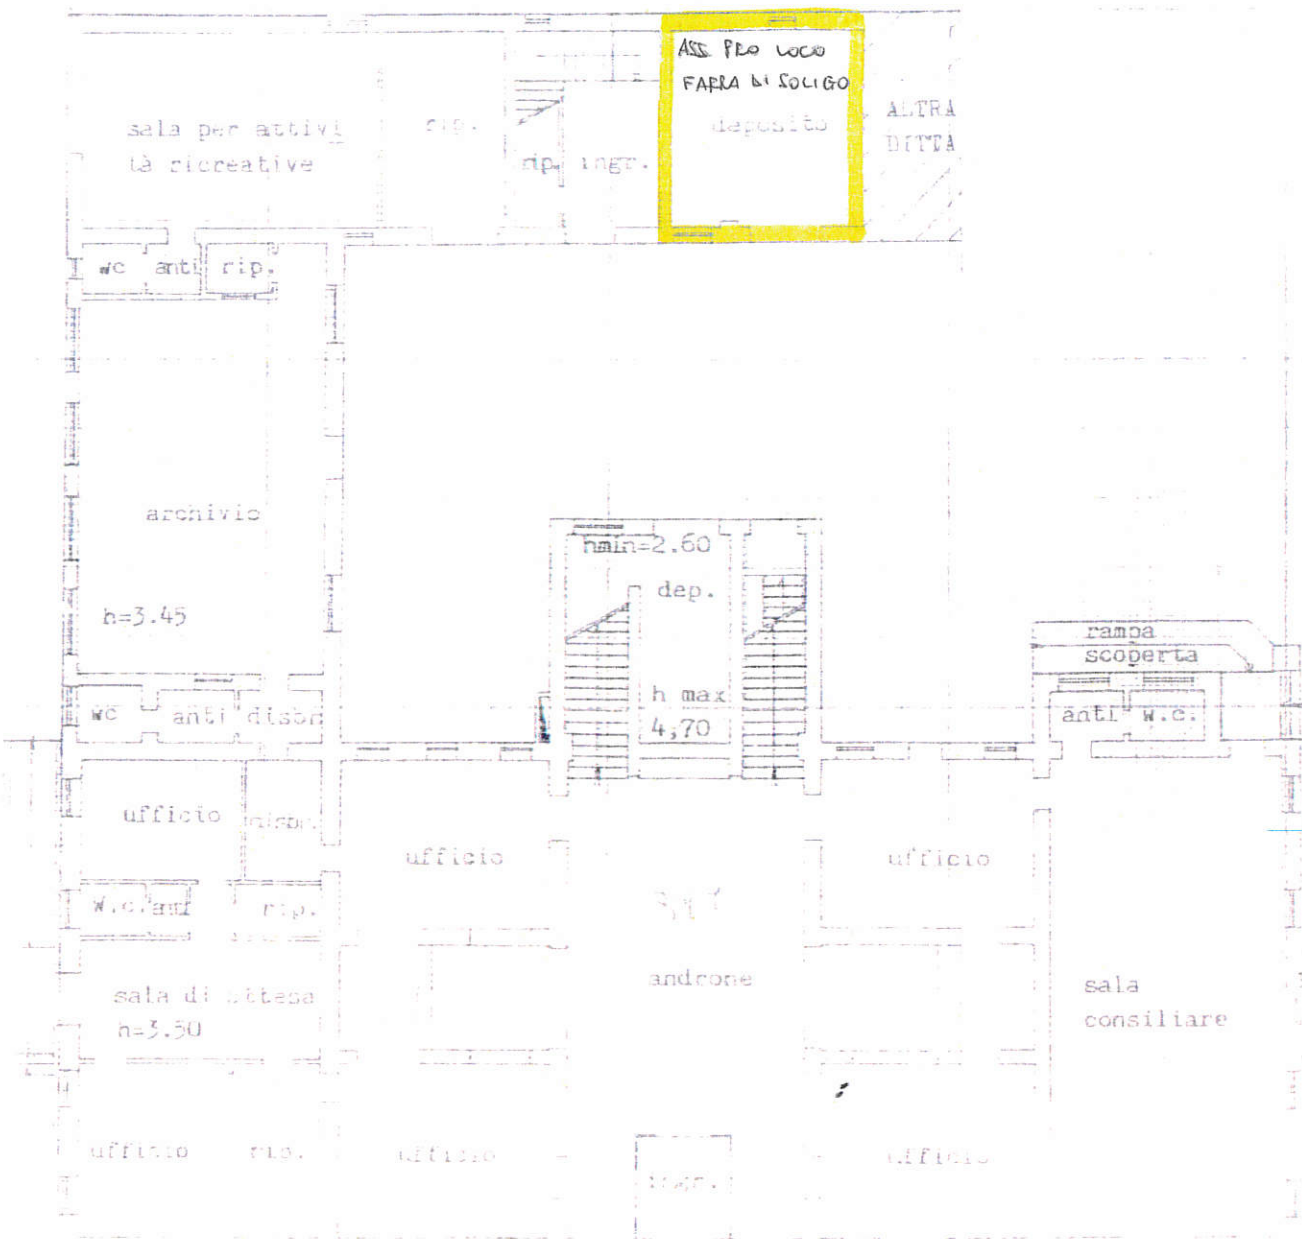 ASS. PRO LOCO
FARRA DI SOLIGO
deposito
ALTRA
DITTA
sala per attivi
tà ricreative
rip.
rip.
ingr.
wc
anti
rip.
archivio
h=3.45
hmin=2.60
dep.
h max
4,70
rampa
scoperta
anti
w.c.
wc
anti
ufficio
ufficio
ufficio
w.c.
anti
rip.
sala di attesa
h=3.50
androne
sala
consiliare
ufficio
rip.
ufficio
ingr.
ufficio